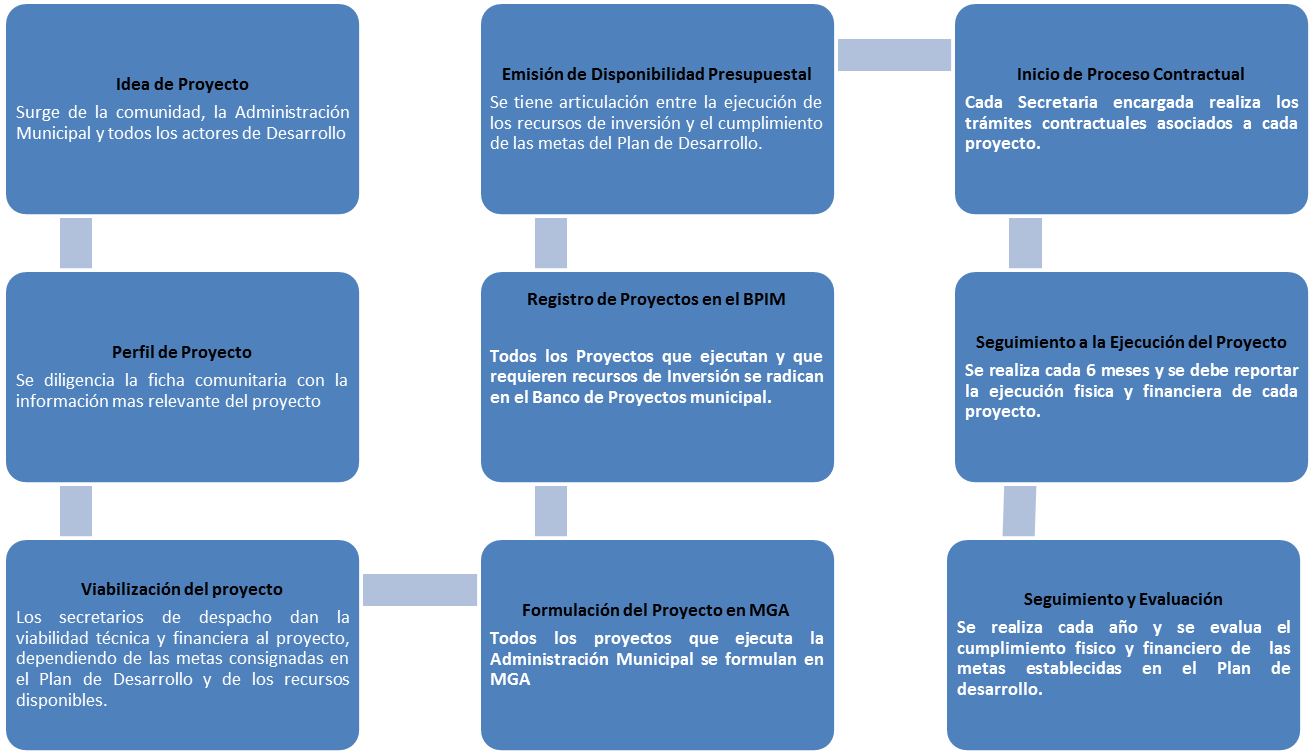 Idea de Proyecto
Surge de la comunidad, la Administración
Municipal y todos los actores de Desarrollo
Perfil de Proyecto
Se diligencia la ficha comunitaria con la
información mas relevante del proyecto
Viabilización del proyecto
Los secretarios de despacho dan la
viabilidad técnica y financiera al proyecto,
dependiendo de las metas consignadas en
el Plan de Desarrollo y de los recursos
disponibles.
Formulación del Proyecto en MGA
Todos los proyectos que ejecuta la
Administración Municipal se formulan en
MGA
Registro de Proyectos en el BPIM
Todos los Proyectos que ejecutan y que
requieren recursos de Inversión se radican
en el Banco de Proyectos municipal.
Emisión de Disponibilidad Presupuestal
Se tiene articulación entre la ejecución de
los recursos de inversión y el cumplimiento
de las metas del Plan de Desarrollo.
Inicio de Proceso Contractual
Cada Secretaria encargada realiza los
trámites contractuales asociados a cada
proyecto.
Seguimiento a la Ejecución del Proyecto
Se realiza cada 6 meses y se debe reportar
la ejecución fisica y financiera de cada
proyecto.
Seguimiento y Evaluación
Se realiza cada año y se evalua el
cumplimiento fisico y financiero de las
metas establecidas en el Plan de
desarrollo.